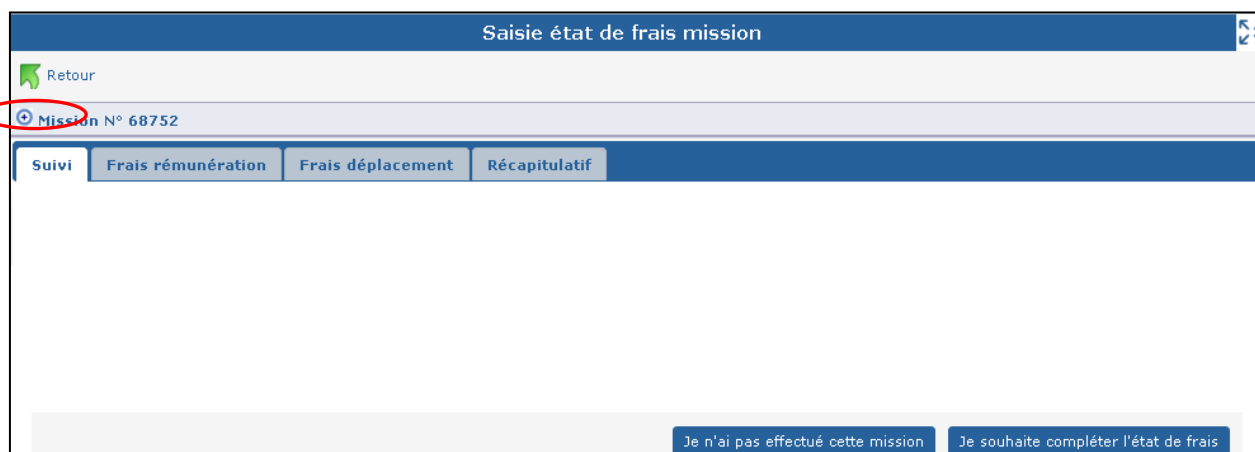 Saisie état de frais mission
Retour
Mission N° 68752
Suivi Frais rémunération Frais déplacement Récapitulatif
Je n'ai pas effectué cette mission Je souhaite compléter l'état de frais